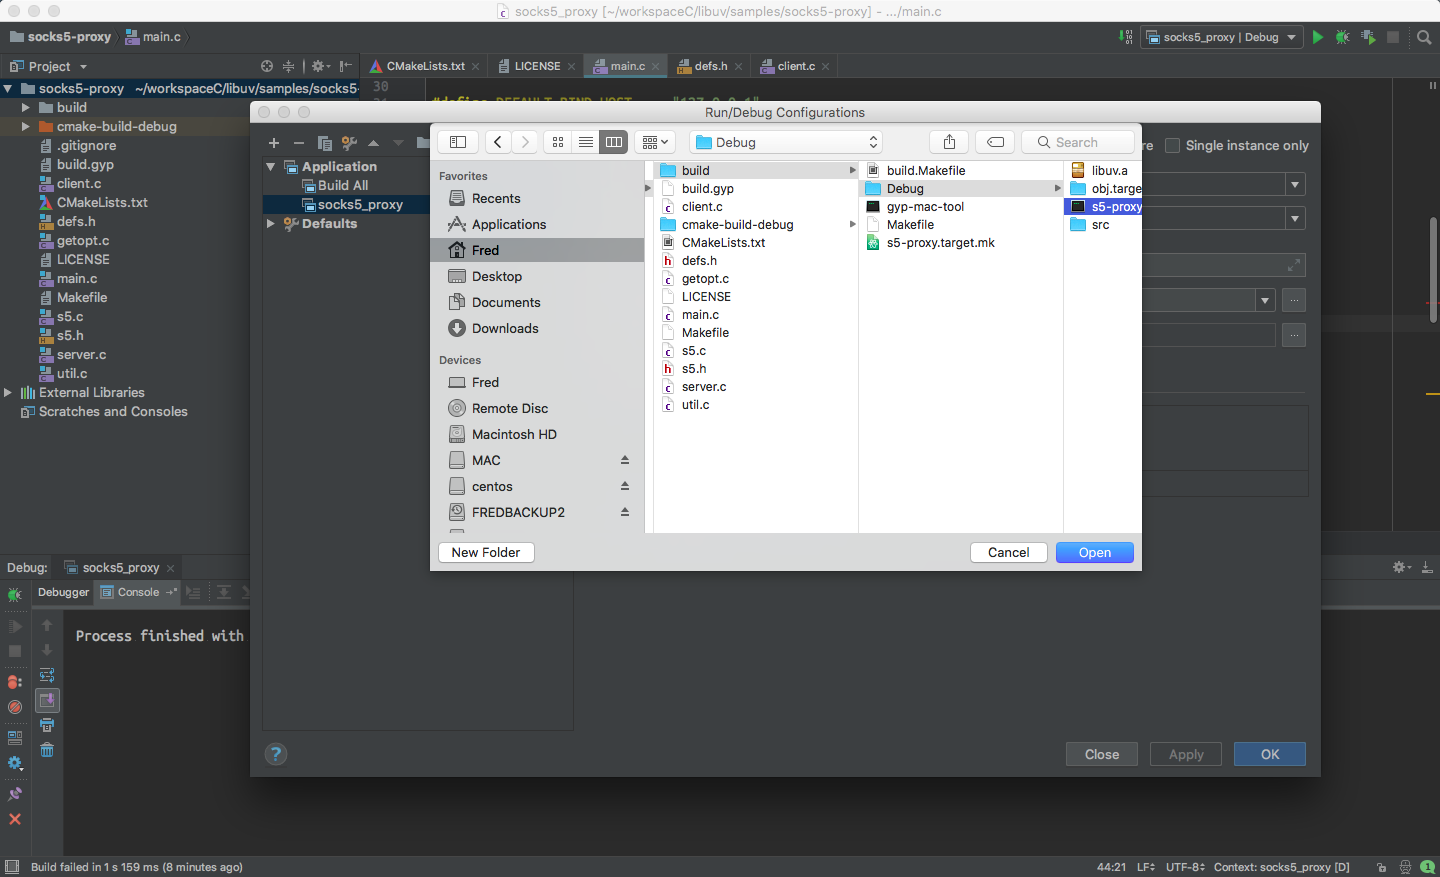 socks5_proxy [~/workspaceC/libuv/samples/socks5-proxy] - .../main.c
socks5-proxy
main.c
socks5_proxy | Debug
Project
CMakeLists.txt
LICENSE
main.c
defs.h
client.c
socks5-proxy ~/workspaceC/libuv/samples/socks5-
build
cmake-build-debug
.gitignore
build.gyp
client.c
CMakeLists.txt
defs.h
getopt.c
LICENSE
main.c
Makefile
s5.c
s5.h
server.c
util.c
External Libraries
Scratches and Consoles
30
Run/Debug Configurations
Application
Build All
socks5_proxy
Defaults
Single instance only
Debug
Search
Favorites
Recents
Applications
Fred
Desktop
Documents
Downloads
Devices
Fred
Remote Disc
Macintosh HD
MAC
centos
FREDBACKUP2
build
build.gyp
client.c
cmake-build-debug
CMakeLists.txt
defs.h
getopt.c
LICENSE
main.c
Makefile
s5.c
s5.h
server.c
util.c
build.Makefile
Debug
gyp-mac-tool
Makefile
s5-proxy.target.mk
libuv.a
obj.targe
s5-proxy
src
New Folder
Cancel
Open
?
Close
Apply
OK
Debug:
socks5_proxy
Debugger
Console
Process finished with
Build failed in 1 s 159 ms (8 minutes ago)
44:21
LF
UTF-8
Context: socks5_proxy [D]
1